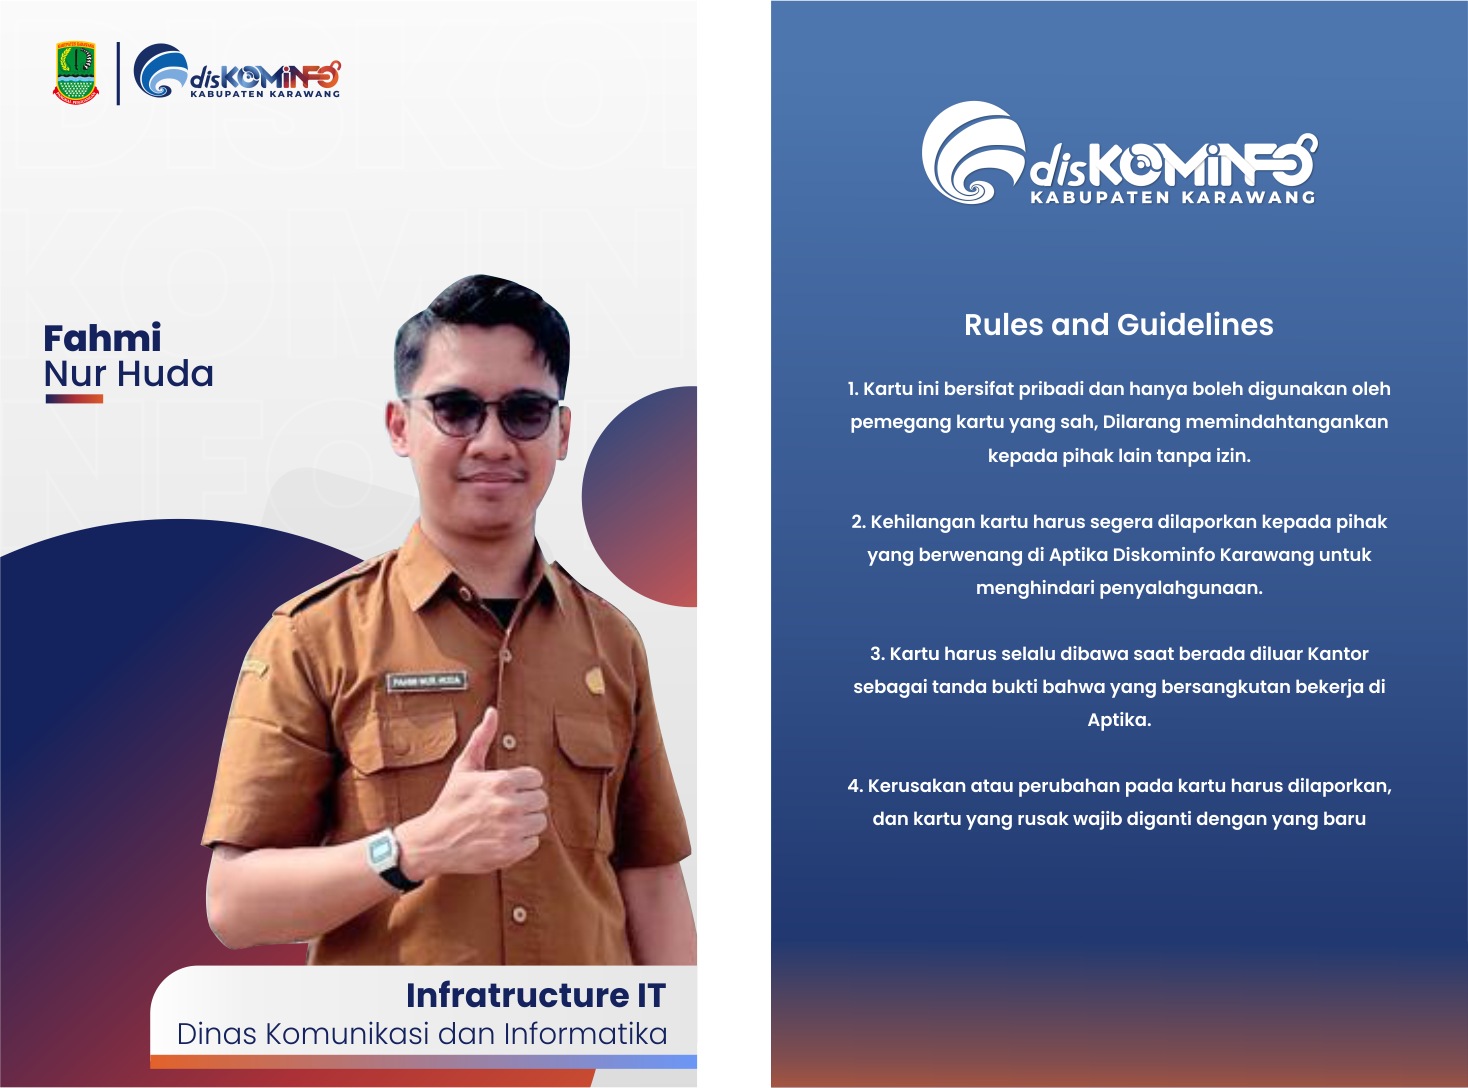 disKOMiNFO
KABUPATEN KARAWANG
Fahmi
Nur Huda
FAHMI NUR HUDA
Infratructure IT
Dinas Komunikasi dan Informatika
disKOMiNFO
KABUPATEN KARAWANG
Rules and Guidelines
1. Kartu ini bersifat pribadi dan hanya boleh digunakan oleh
pemegang kartu yang sah, Dilarang memindahtangankan
kepada pihak lain tanpa izin.
2. Kehilangan kartu harus segera dilaporkan kepada pihak
yang berwenang di Aptika Diskominfo Karawang untuk
menghindari penyalahgunaan.
3. Kartu harus selalu dibawa saat berada diluar Kantor
sebagai tanda bukti bahwa yang bersangkutan bekerja di
Aptika.
4. Kerusakan atau perubahan pada kartu harus dilaporkan,
dan kartu yang rusak wajib diganti dengan yang baru